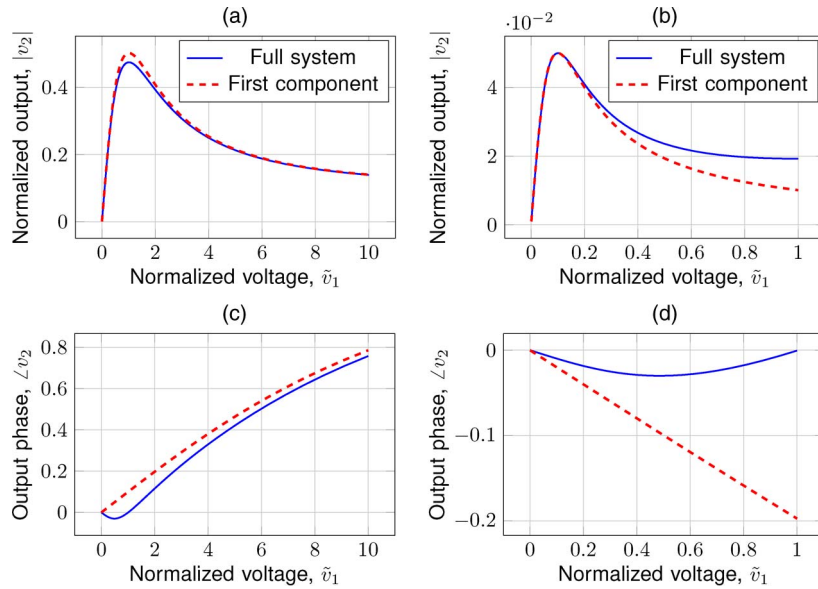 (a)
Normalized output, |v₂|
0.4
0.2
0
Full system
First component
0 2 4 6 8 10
Normalized voltage, ṽ₁
(b)
·10⁻²
Normalized output, |v₂|
4
2
0
Full system
First component
0 0.2 0.4 0.6 0.8 1
Normalized voltage, ṽ₁
(c)
Output phase, ∠v₂
0.8
0.6
0.4
0.2
0
0 2 4 6 8 10
Normalized voltage, ṽ₁
(d)
Output phase, ∠v₂
0
−0.1
−0.2
0 0.2 0.4 0.6 0.8 1
Normalized voltage, ṽ₁